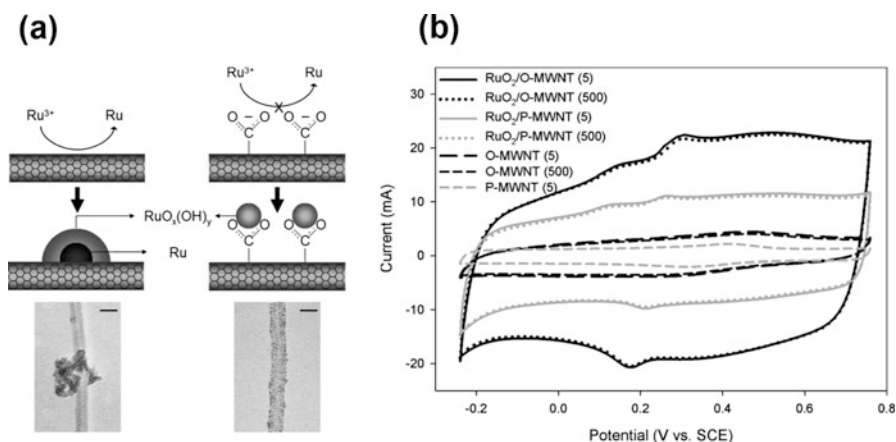 (a)
Ru³⁺
Ru
Ru³⁺
Ru
X
O
−
O
O
−
O
C
C
RuOₓ(OH)ᵧ
Ru
O
O
O
O
C
C
(b)
RuO₂/O-MWNT (5)
RuO₂/O-MWNT (500)
RuO₂/P-MWNT (5)
RuO₂/P-MWNT (500)
O-MWNT (5)
O-MWNT (500)
P-MWNT (5)
Current (mA)
30
20
10
0
-10
-20
-0.2 0.0 0.2 0.4 0.6 0.8
Potential (V vs. SCE)